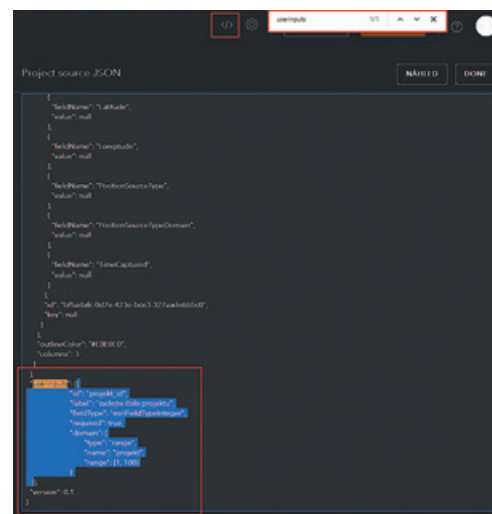 </>
userInputs 1/1
Project source JSON
NÁHLED DONE
{
"fieldName": "Latitude",
"value": null
},
{
"fieldName": "Longitude",
"value": null
},
{
"fieldName": "PositionSourceType",
"value": null
},
{
"fieldName": "PositionSourceTypeDomain",
"value": null
},
{
"fieldName": "TimeCaptured",
"value": null
}
],
"id":
"key": null
}
],
"outlineColor": "#E0E0E0",
"columns": 3
}
],
"userInputs": [{
"id": "projekt_id",
"label": "zadejte číslo projektu",
"fieldType": "esriFieldTypeInteger",
"required": true,
"domain": {
"type": "range",
"name": "projekt",
"range": [1, 100]
}
}],
"version": 0.1
}